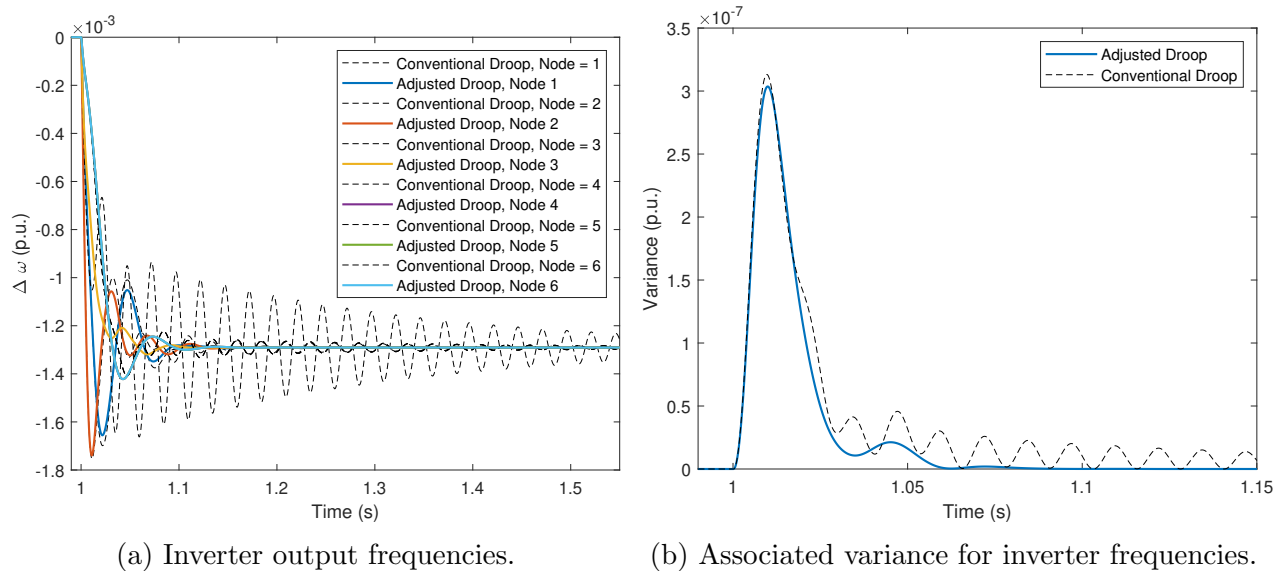 ×10⁻³
0
-0.2
-0.4
-0.6
-0.8
-1
-1.2
-1.4
-1.6
-1.8
Δ ω (p.u.)
1
1.1
1.2
1.3
1.4
1.5
Time (s)
Conventional Droop, Node = 1
Adjusted Droop, Node 1
Conventional Droop, Node = 2
Adjusted Droop, Node 2
Conventional Droop, Node = 3
Adjusted Droop, Node 3
Conventional Droop, Node = 4
Adjusted Droop, Node 4
Conventional Droop, Node = 5
Adjusted Droop, Node 5
Conventional Droop, Node = 6
Adjusted Droop, Node 6
(a) Inverter output frequencies.
×10⁻⁷
3.5
3
2.5
2
1.5
1
0.5
0
Variance (p.u.)
1
1.05
1.1
1.15
Time (s)
Adjusted Droop
Conventional Droop
(b) Associated variance for inverter frequencies.